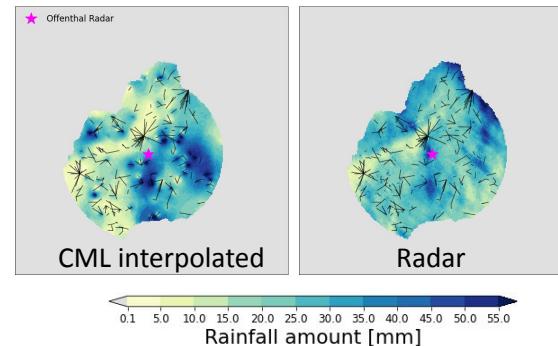 Offenthal Radar
CML interpolated
Radar
0.1 5.0 10.0 15.0 20.0 25.0 30.0 35.0 40.0 45.0 50.0 55.0
Rainfall amount [mm]